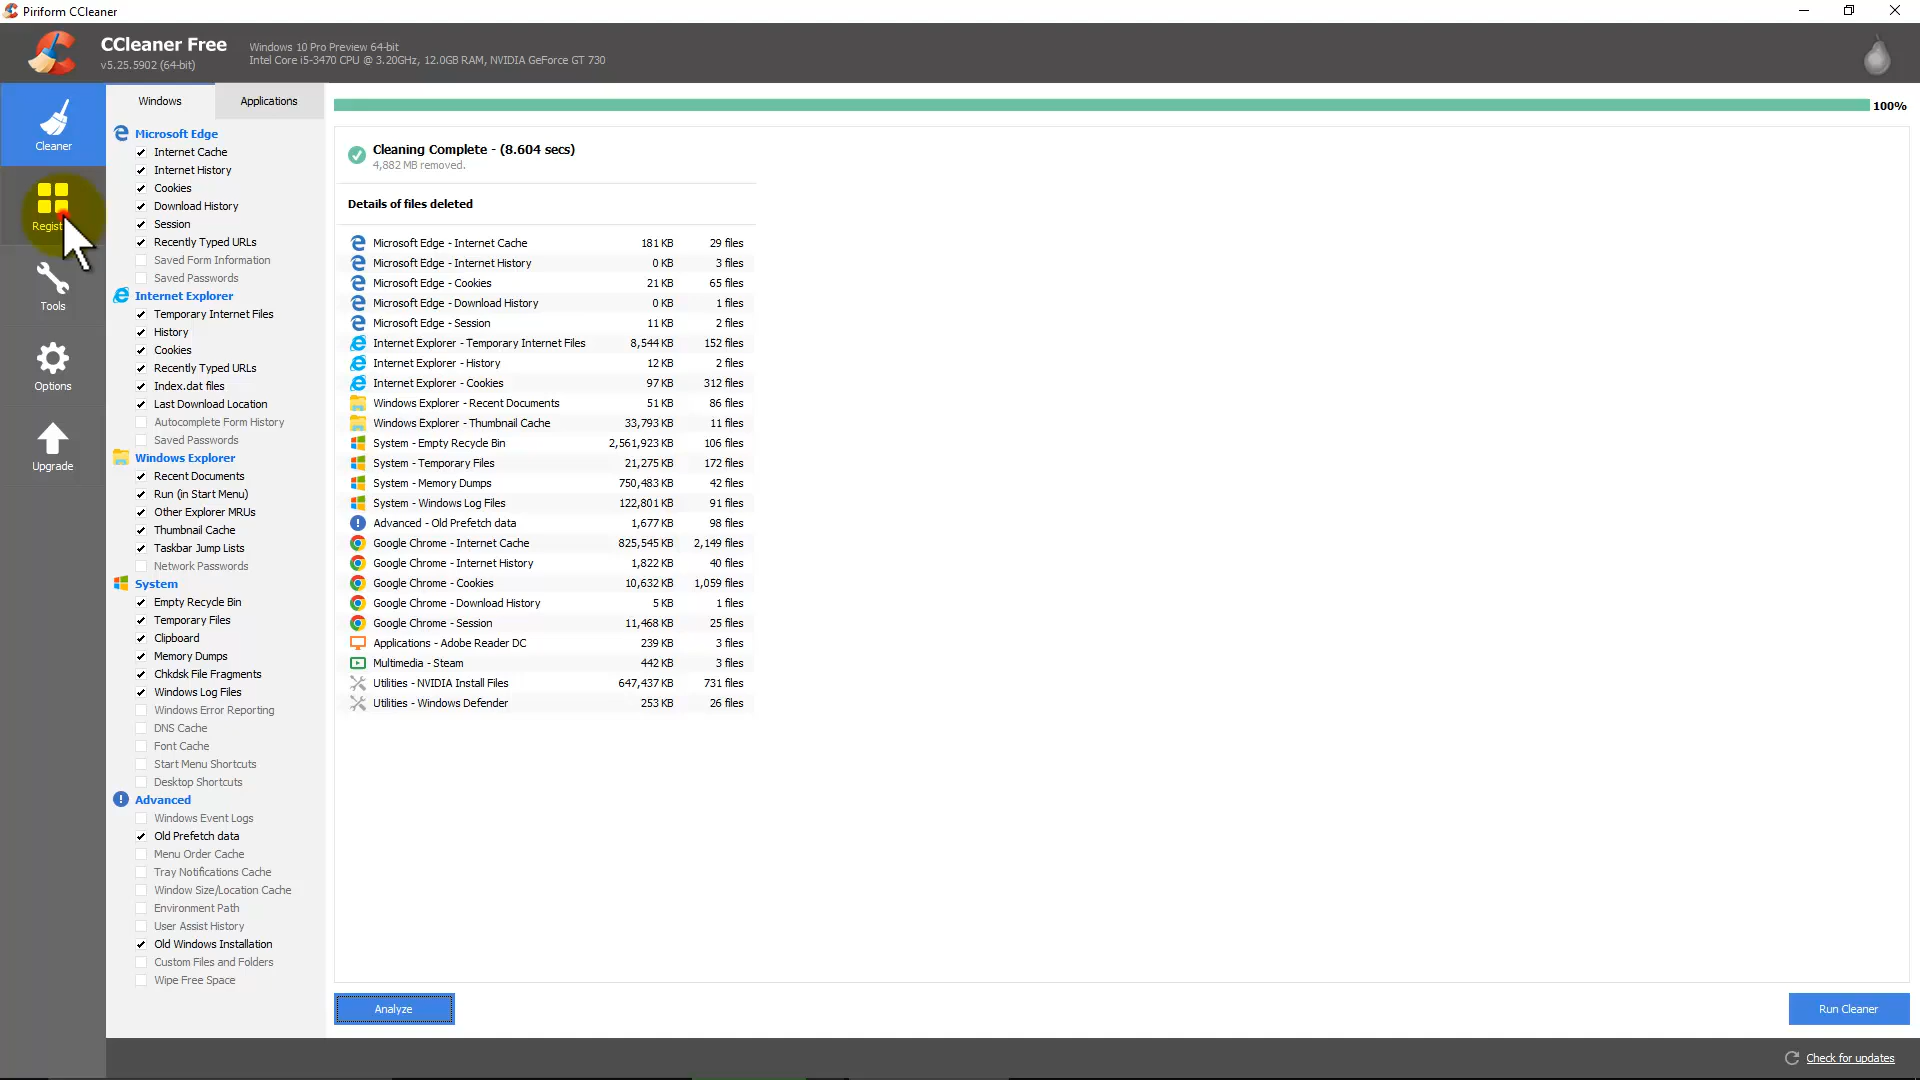 Piriform CCleaner
CCleaner Free
v5.25.5902 (64-bit)
Windows 10 Pro Preview 64-bit
Intel Core i5-3470 CPU @ 3.20GHz, 12.0GB RAM, NVIDIA GeForce GT 730
Cleaner
Regist
Tools
Options
Upgrade
Windows
Applications
Microsoft Edge
Internet Cache
Internet History
Cookies
Download History
Session
Recently Typed URLs
Saved Form Information
Saved Passwords
Internet Explorer
Temporary Internet Files
History
Cookies
Recently Typed URLs
Index.dat files
Last Download Location
Autocomplete Form History
Saved Passwords
Windows Explorer
Recent Documents
Run (in Start Menu)
Other Explorer MRUs
Thumbnail Cache
Taskbar Jump Lists
Network Passwords
System
Empty Recycle Bin
Temporary Files
Clipboard
Memory Dumps
Chkdsk File Fragments
Windows Log Files
Windows Error Reporting
DNS Cache
Font Cache
Start Menu Shortcuts
Desktop Shortcuts
Advanced
Windows Event Logs
Old Prefetch data
Menu Order Cache
Tray Notifications Cache
Window Size/Location Cache
Environment Path
User Assist History
Old Windows Installation
Custom Files and Folders
Wipe Free Space
100%
Cleaning Complete - (8.604 secs)
4,882 MB removed.
Details of files deleted
Microsoft Edge - Internet Cache 181 KB 29 files
Microsoft Edge - Internet History 0 KB 3 files
Microsoft Edge - Cookies 21 KB 65 files
Microsoft Edge - Download History 0 KB 1 files
Microsoft Edge - Session 11 KB 2 files
Internet Explorer - Temporary Internet Files 8,544 KB 152 files
Internet Explorer - History 12 KB 2 files
Internet Explorer - Cookies 97 KB 312 files
Windows Explorer - Recent Documents 51 KB 86 files
Windows Explorer - Thumbnail Cache 33,793 KB 11 files
System - Empty Recycle Bin 2,561,923 KB 106 files
System - Temporary Files 21,275 KB 172 files
System - Memory Dumps 750,483 KB 42 files
System - Windows Log Files 122,801 KB 91 files
Advanced - Old Prefetch data 1,677 KB 98 files
Google Chrome - Internet Cache 825,545 KB 2,149 files
Google Chrome - Internet History 1,822 KB 40 files
Google Chrome - Cookies 10,632 KB 1,059 files
Google Chrome - Download History 5 KB 1 files
Google Chrome - Session 11,468 KB 25 files
Applications - Adobe Reader DC 239 KB 3 files
Multimedia - Steam 442 KB 3 files
Utilities - NVIDIA Install Files 647,437 KB 731 files
Utilities - Windows Defender 253 KB 26 files
Analyze
Run Cleaner
Check for updates